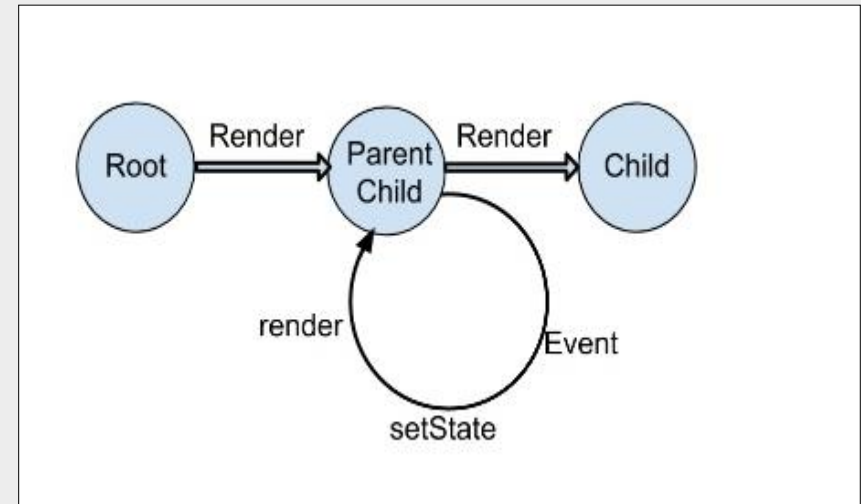 Render
Render
Root
Parent
Child
Child
render
Event
setState